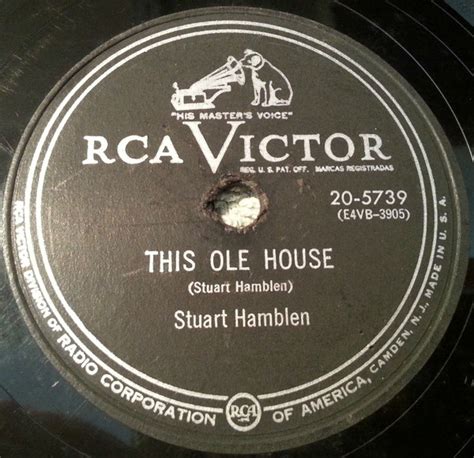 "HIS MASTER'S VOICE"
RCA VICTOR
REG. U. S. PAT. OFF. MARCAS REGISTRADAS
20-5739
(E4VB-3905)
THIS OLE HOUSE
(Stuart Hamblen)
Stuart Hamblen
RCA VICTOR DIVISION OF RADIO CORPORATION OF AMERICA, CAMDEN, N. J., MADE IN U. S. A.
RCA